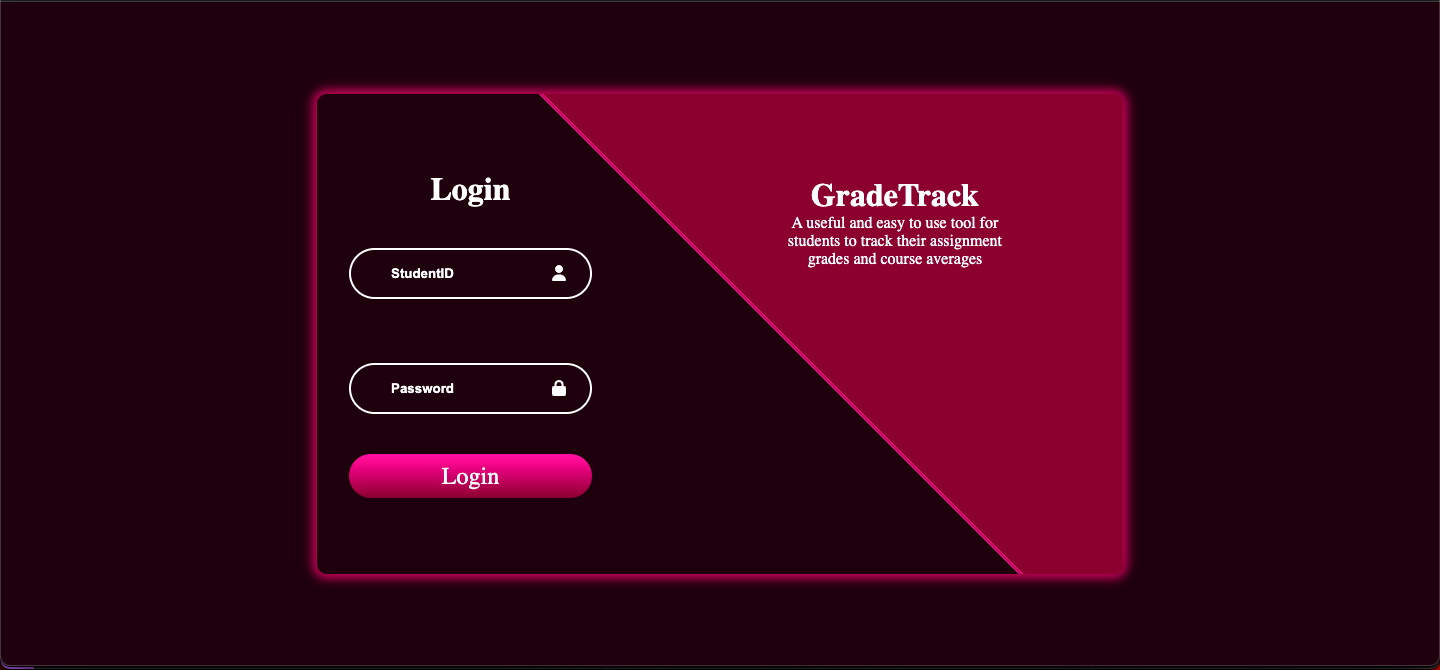 Login
StudentID
Password
Login
GradeTrack
A useful and easy to use tool for
students to track their assignment
grades and course averages